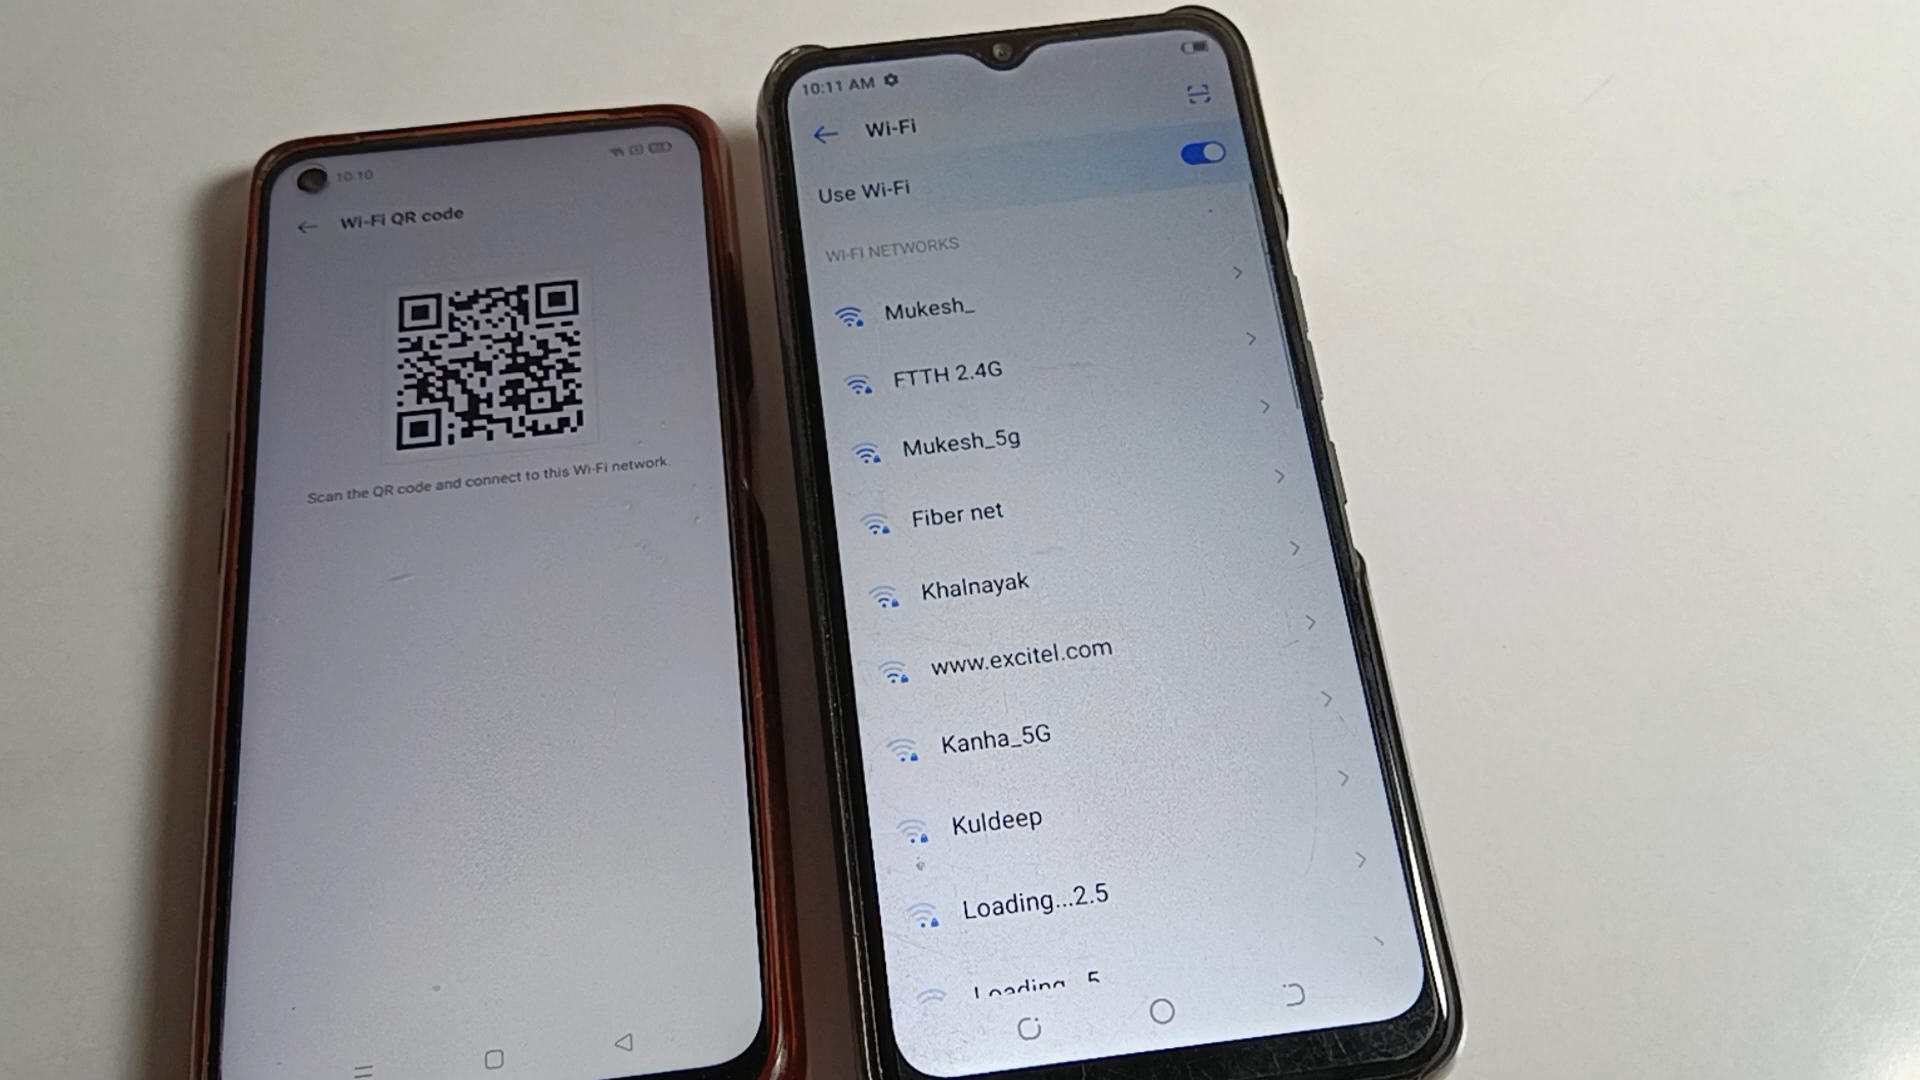 10:10
Wi-Fi QR code
Scan the QR code and connect to this Wi-Fi network.
10:11 AM
Wi-Fi
Use Wi-Fi
WI-FI NETWORKS
Mukesh_
FTTH 2.4G
Mukesh_5g
Fiber net
Khalnayak
www.excitel.com
Kanha_5G
Kuldeep
Loading...2.5